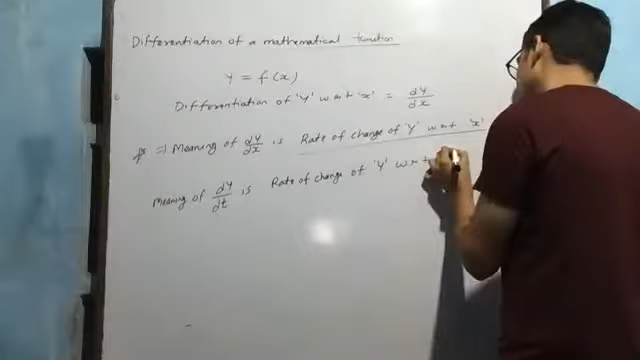 Differentiation of a mathematical function
Y = f(x)
Differentiation of 'Y' w.r.t 'x' = dY/dx
⇒ Meaning of dY/dx is Rate of change of 'Y' w.r.t 'x'
Meaning of dY/dt is Rate of change of 'Y' w.r.t